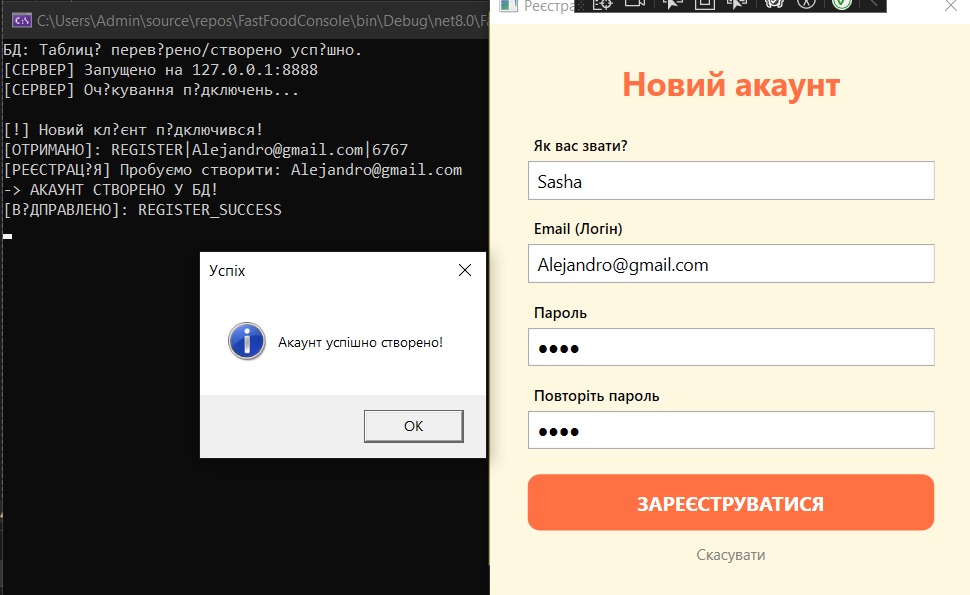 C:\Users\Admin\source\repos\FastFoodConsole\bin\Debug\net8.0\Fa
БД: Таблиц? перев?рено/створено усп?шно.
[СЕРВЕР] Запущено на 127.0.0.1:8888
[СЕРВЕР] Оч?кування п?дключень...
[!] Новий кл?єнт п?дключився!
[ОТРИМАНО]: REGISTER|Alejandro@gmail.com|6767
[РЕЄСТРАЦ?Я] Пробуємо створити: Alejandro@gmail.com
-> АКАУНТ СТВОРЕНО У БД!
[В?ДПРАВЛЕНО]: REGISTER_SUCCESS
Успіх
Акаунт успішно створено!
OK
Реєстра
Новий акаунт
Як вас звати?
Sasha
Email (Логін)
Alejandro@gmail.com
Пароль
●●●●
Повторіть пароль
●●●●
ЗАРЕЄСТРУВАТИСЯ
Скасувати